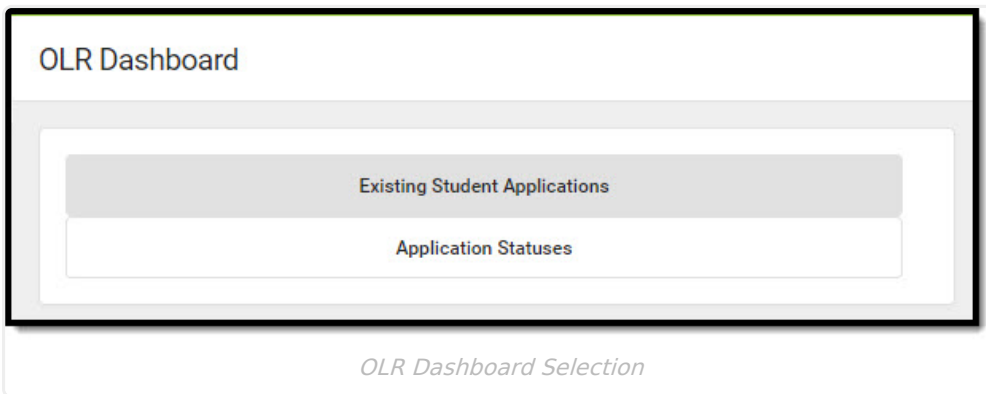 OLR Dashboard
Existing Student Applications
Application Statuses
OLR Dashboard Selection